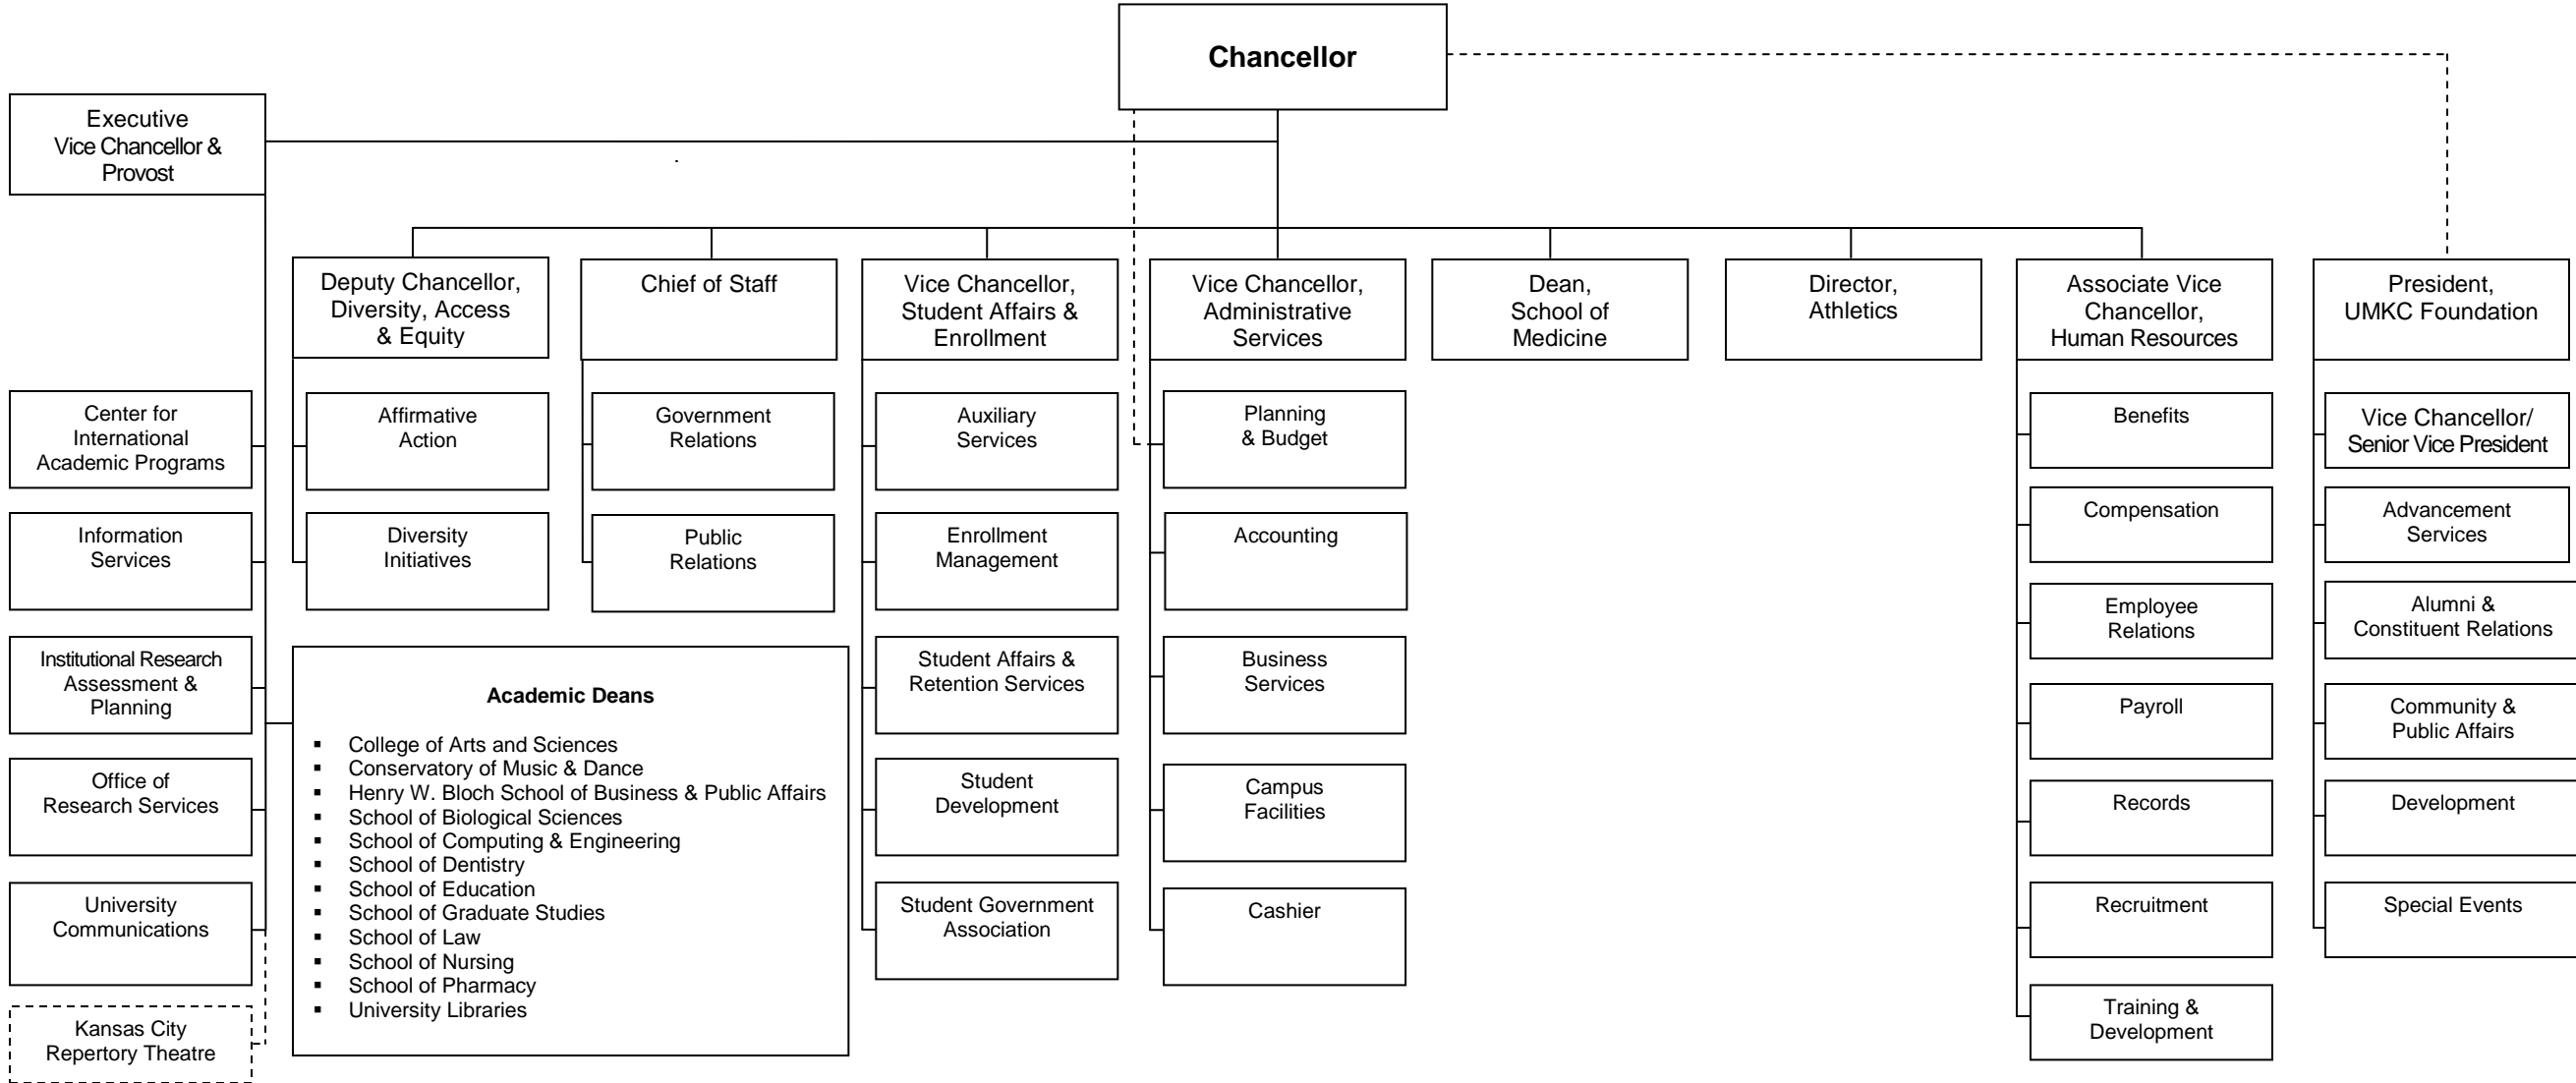 Chancellor
Executive
Vice Chancellor &
Provost
Deputy Chancellor,
Diversity, Access
& Equity
Chief of Staff
Vice Chancellor,
Student Affairs &
Enrollment
Vice Chancellor,
Administrative
Services
Dean,
School of
Medicine
Director,
Athletics
Associate Vice
Chancellor,
Human Resources
President,
UMKC Foundation
Center for
International
Academic Programs
Information
Services
Institutional Research
Assessment &
Planning
Office of
Research Services
University
Communications
Kansas City
Repertory Theatre
Affirmative
Action
Diversity
Initiatives
Government
Relations
Public
Relations
Academic Deans
▪ College of Arts and Sciences
▪ Conservatory of Music & Dance
▪ Henry W. Bloch School of Business & Public Affairs
▪ School of Biological Sciences
▪ School of Computing & Engineering
▪ School of Dentistry
▪ School of Education
▪ School of Graduate Studies
▪ School of Law
▪ School of Nursing
▪ School of Pharmacy
▪ University Libraries
Auxiliary
Services
Enrollment
Management
Student Affairs &
Retention Services
Student
Development
Student Government
Association
Planning
& Budget
Accounting
Business
Services
Campus
Facilities
Cashier
Benefits
Compensation
Employee
Relations
Payroll
Records
Recruitment
Training &
Development
Vice Chancellor/
Senior Vice President
Advancement
Services
Alumni &
Constituent Relations
Community &
Public Affairs
Development
Special Events